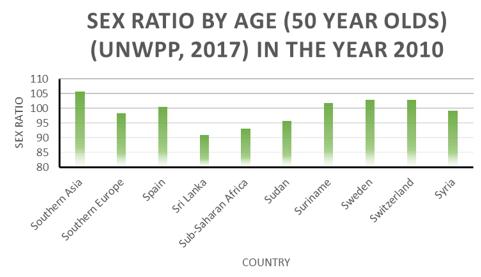 SEX RATIO BY AGE (50 YEAR OLDS)
(UNWPP, 2017) IN THE YEAR 2010
SEX RATIO
110
105
100
95
90
85
80
Southern Asia
Southern Europe
Spain
Sri Lanka
Sub-Saharan Africa
Sudan
Suriname
Sweden
Switzerland
Syria
COUNTRY